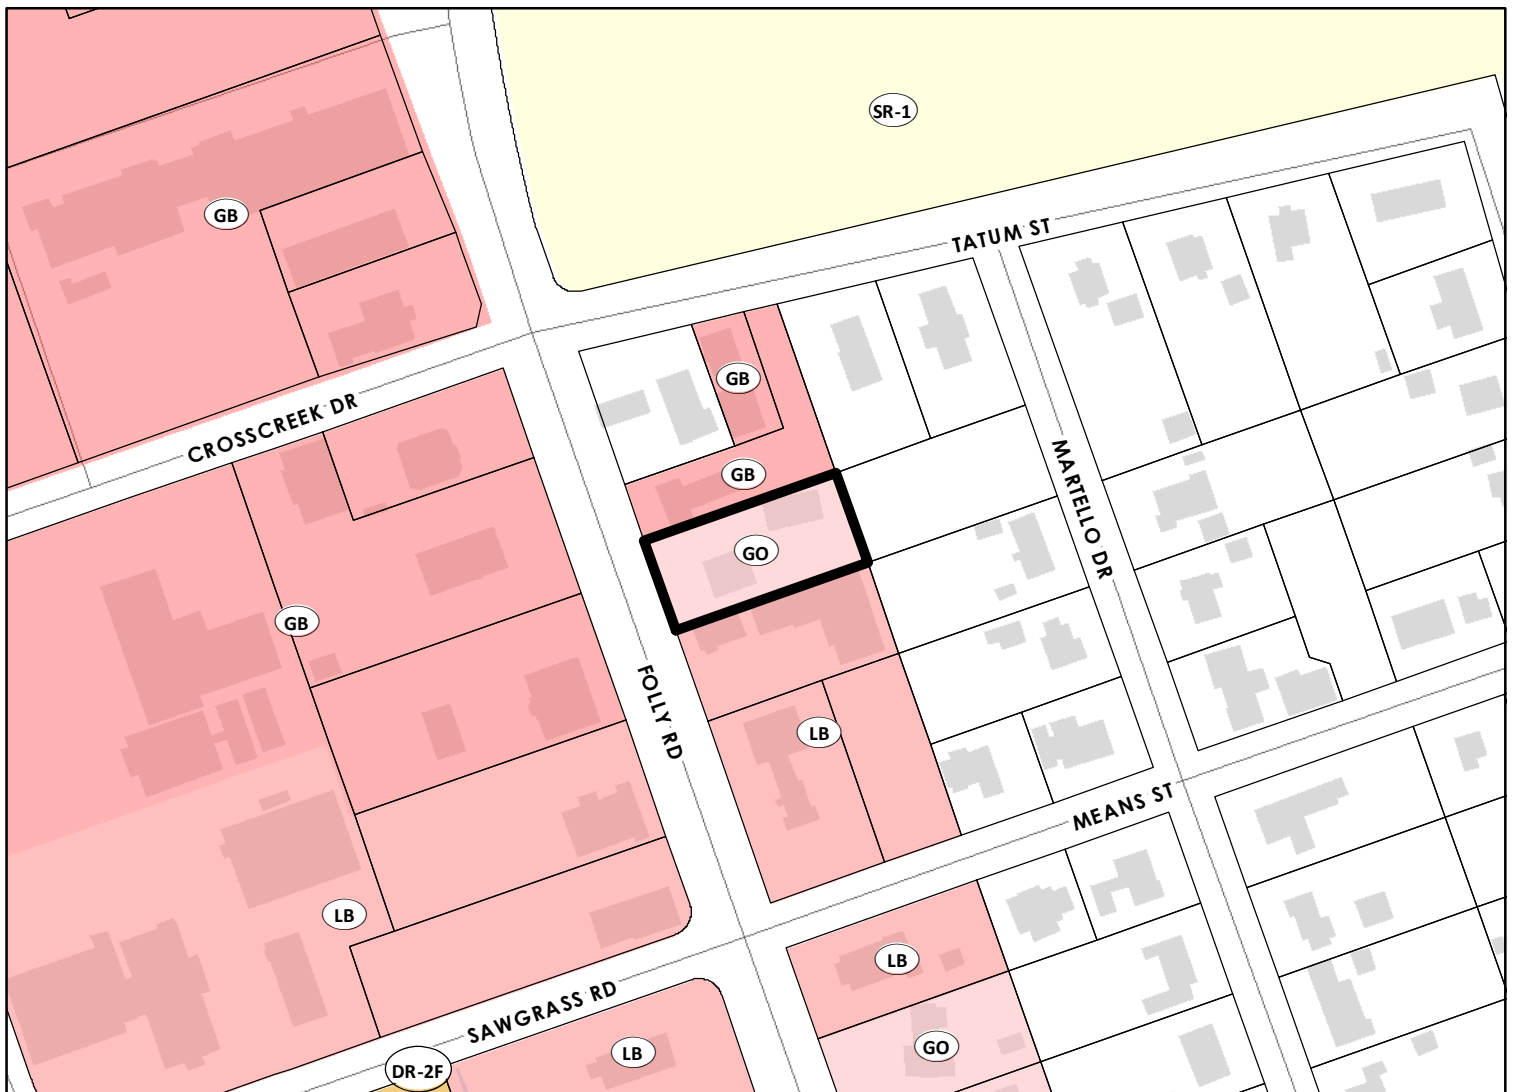 SR-1
GB
TATUM ST
GB
CROSSCREEK DR
GB
MARTELLO DR
GO
GB
FOLLY RD
LB
MEANS ST
LB
LB
SAWGRASS RD
GO
LB
DR-2F